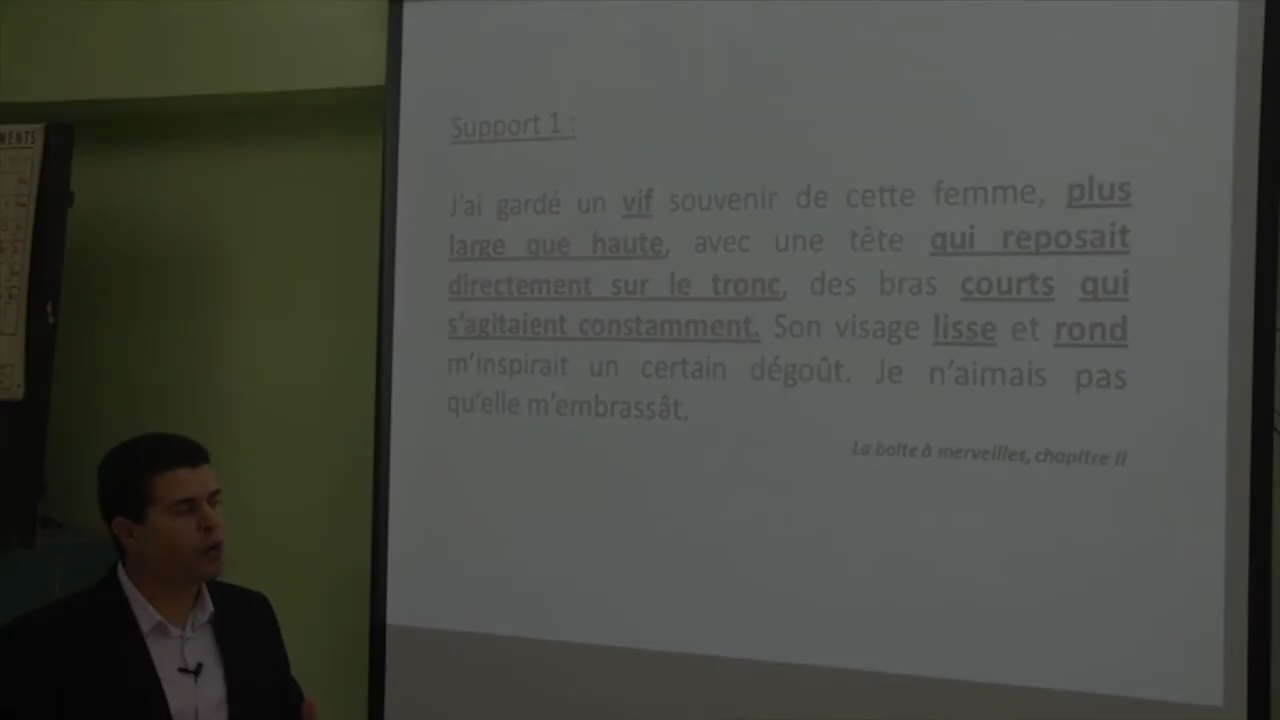 MENTS
Support 1 :
J'ai gardé un vif souvenir de cette femme, plus
large que haute, avec une tête qui reposait
directement sur le tronc, des bras courts qui
s'agitaient constamment. Son visage lisse et rond
m'inspirait un certain dégoût. Je n'aimais pas
qu'elle m'embrassât.
La boite à merveilles, chapitre II